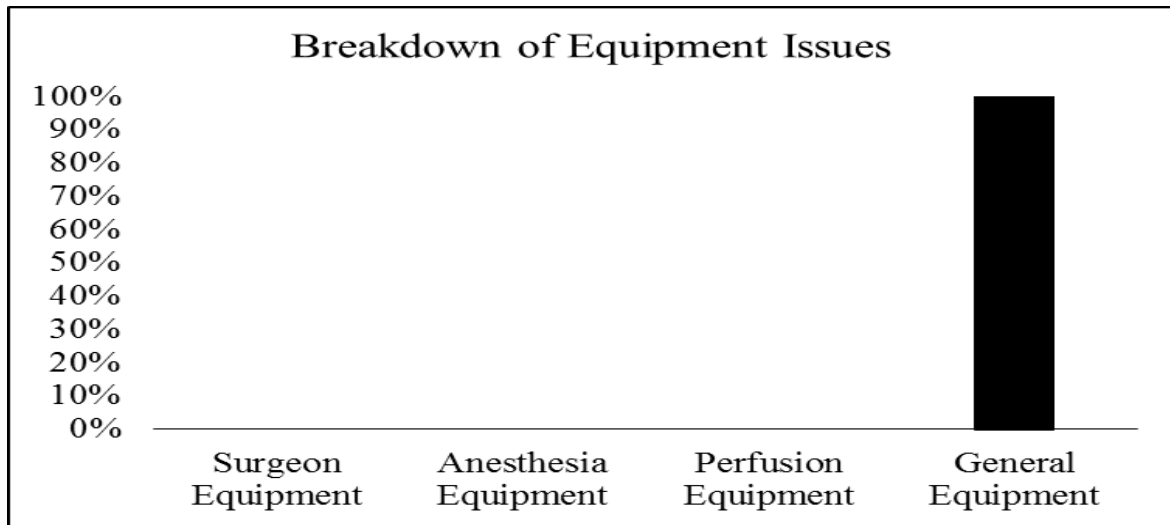 Breakdown of Equipment Issues
100%
90%
80%
70%
60%
50%
40%
30%
20%
10%
0%
Surgeon Equipment
Anesthesia Equipment
Perfusion Equipment
General Equipment